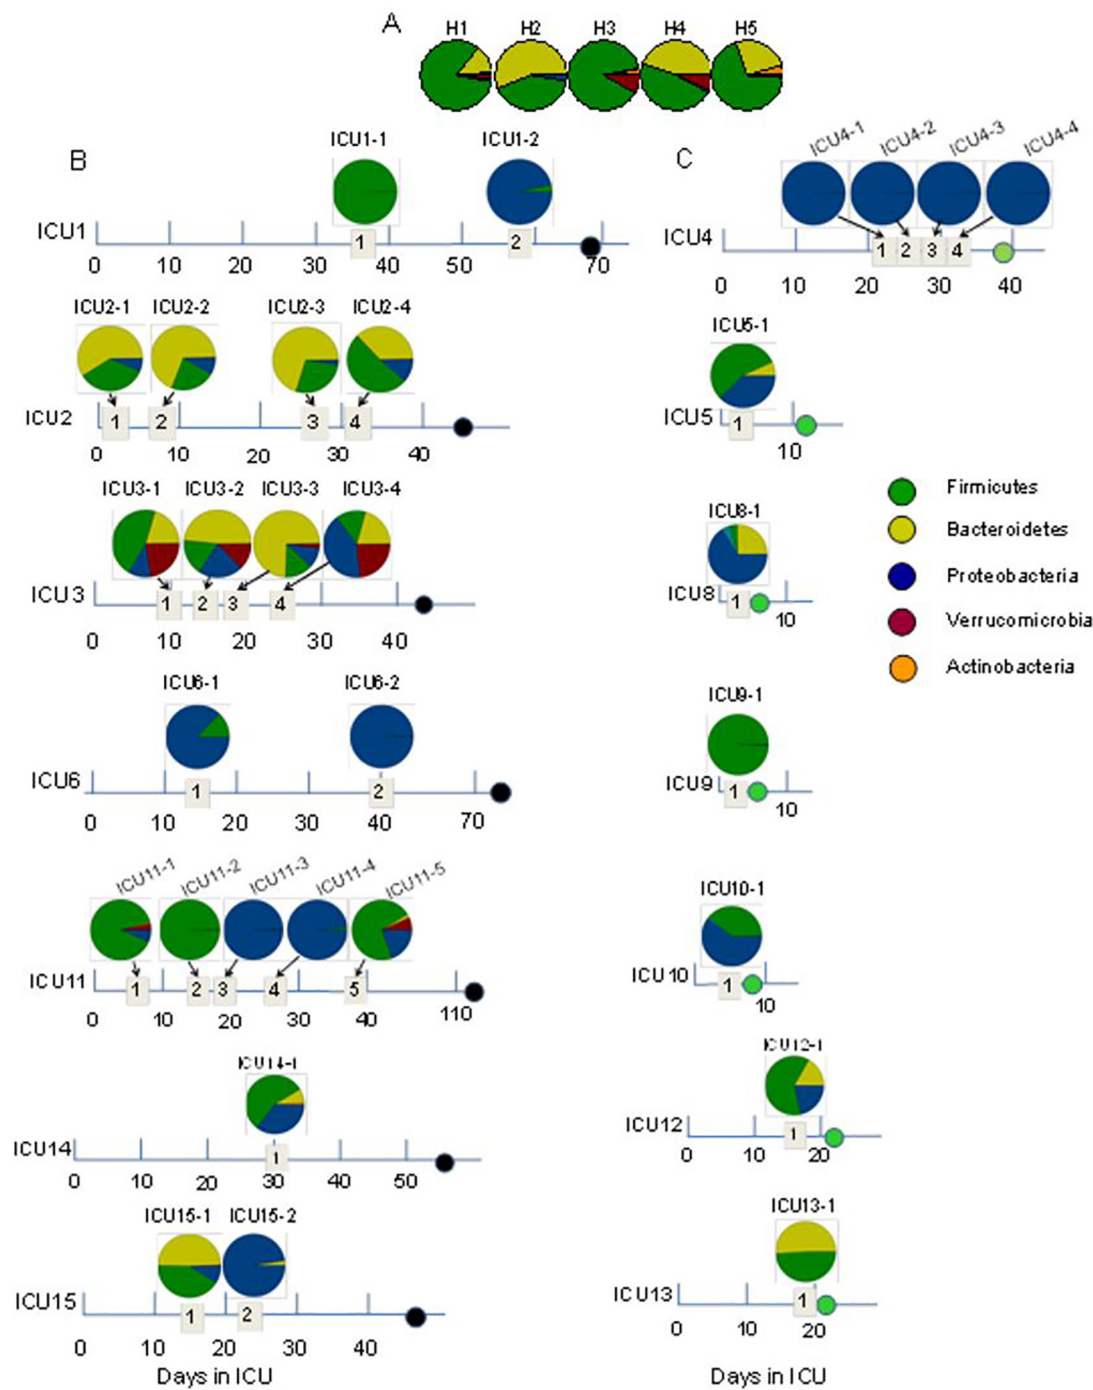 A
H1 H2 H3 H4 H5
B
ICU1-1 ICU1-2
ICU1
1 2
0 10 20 30 40 50 70
ICU2-1 ICU2-2 ICU2-3 ICU2-4
ICU2
1 2 3 4
0 10 20 30 40
ICU3-1 ICU3-2 ICU3-3 ICU3-4
ICU3
1 2 3 4
0 10 20 30 40
ICU6-1 ICU6-2
ICU6
1 2
0 10 20 30 40 70
ICU11-1 ICU11-2 ICU11-3 ICU11-4 ICU11-5
ICU11
1 2 3 4 5
0 10 20 30 40 110
ICU14-1
ICU14
1
0 10 20 30 40 50
ICU15-1 ICU15-2
ICU15
1 2
0 10 20 30 40
Days in ICU
C
ICU4-1 ICU4-2 ICU4-3 ICU4-4
ICU4
1 2 3 4
0 10 20 30 40
ICU5-1
ICU5
1
10
ICU8-1
ICU8
1
10
ICU9-1
ICU9
1
10
ICU10-1
ICU10
1
10
ICU12-1
ICU12
1
0 10 20
ICU13-1
ICU13
1
0 10 20
Days in ICU
Firmicutes
Bacteroidetes
Proteobacteria
Verrucomicrobia
Actinobacteria